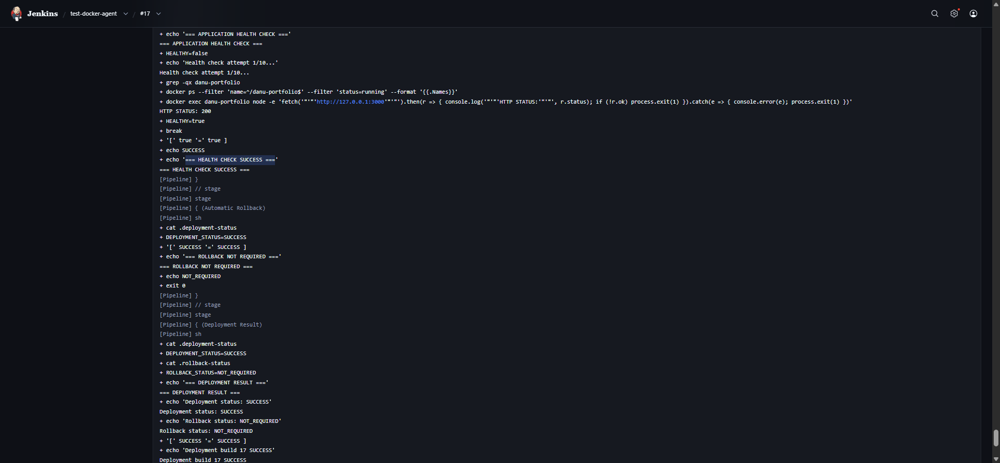 Jenkins / test-docker-agent / #17
+ echo '=== APPLICATION HEALTH CHECK ==='
=== APPLICATION HEALTH CHECK ===
+ HEALTHY=false
+ echo 'Health check attempt 1/10...'
Health check attempt 1/10...
+ grep -qx danu-portfolio
+ docker ps --filter 'name=^/danu-portfolio$' --filter 'status=running' --format '{{.Names}}'
+ docker exec danu-portfolio node -e 'fetch('"'"'http://127.0.0.1:3000'"'"').then(r => { console.log('"'"'HTTP STATUS:'"'"', r.status); if (!r.ok) process.exit(1) }).catch(e => { console.error(e); process.exit(1) })'
HTTP STATUS: 200
+ HEALTHY=true
+ break
+ '[' true '=' true ]
+ echo SUCCESS
+ echo '=== HEALTH CHECK SUCCESS ==='
=== HEALTH CHECK SUCCESS ===
[Pipeline] }
[Pipeline] // stage
[Pipeline] stage
[Pipeline] { (Automatic Rollback)
[Pipeline] sh
+ cat .deployment-status
+ DEPLOYMENT_STATUS=SUCCESS
+ '[' SUCCESS '=' SUCCESS ]
+ echo '=== ROLLBACK NOT REQUIRED ==='
=== ROLLBACK NOT REQUIRED ===
+ echo NOT_REQUIRED
+ exit 0
[Pipeline] }
[Pipeline] // stage
[Pipeline] stage
[Pipeline] { (Deployment Result)
[Pipeline] sh
+ cat .deployment-status
+ DEPLOYMENT_STATUS=SUCCESS
+ cat .rollback-status
+ ROLLBACK_STATUS=NOT_REQUIRED
+ echo '=== DEPLOYMENT RESULT ==='
=== DEPLOYMENT RESULT ===
+ echo 'Deployment status: SUCCESS'
Deployment status: SUCCESS
+ echo 'Rollback status: NOT_REQUIRED'
Rollback status: NOT_REQUIRED
+ '[' SUCCESS '=' SUCCESS ]
+ echo 'Deployment build 17 SUCCESS'
Deployment build 17 SUCCESS